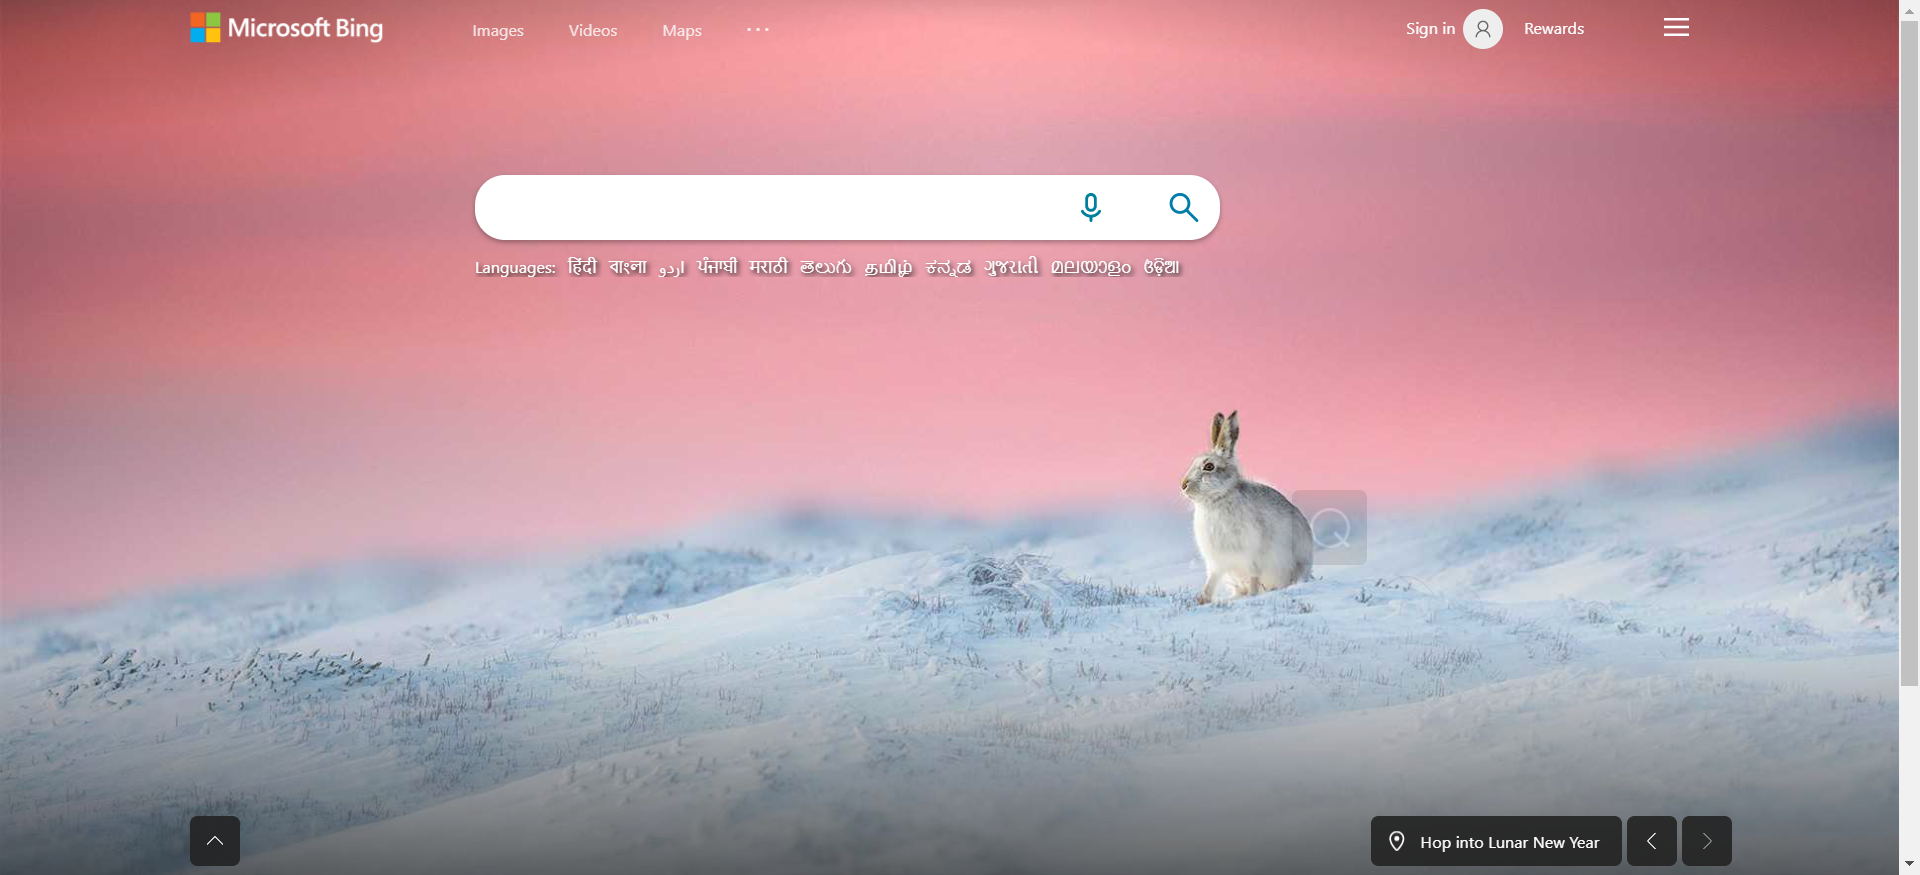 Microsoft Bing Images Videos Maps ... Sign in Rewards
Languages: हिंदी বাংলা اردو ਪੰਜਾਬੀ मराठी తెలుగు தமிழ் ಕನ್ನಡ ગુજરાતી മലയാളം ଓଡ଼ିଆ
Hop into Lunar New Year